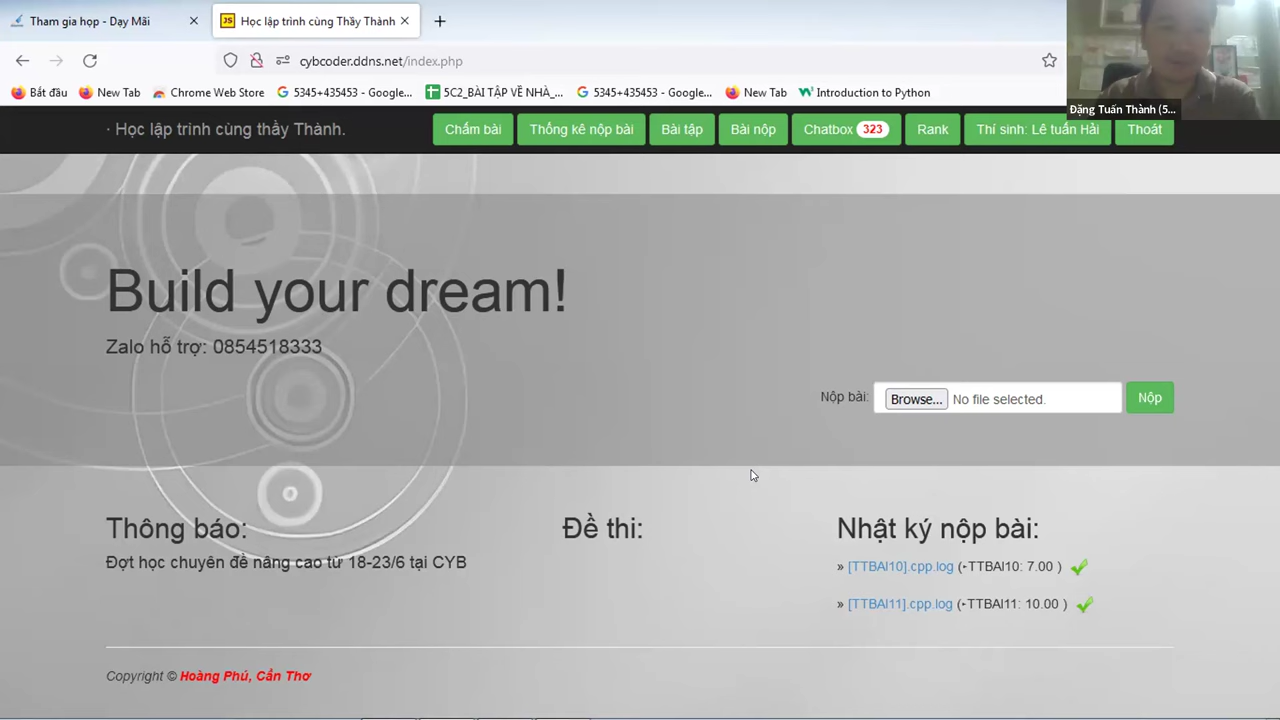 Tham gia họp - Dạy Mãi
JS Học lập trình cùng Thầy Thành
cybcoder.ddns.net/index.php
Bắt đầu New Tab Chrome Web Store 5345+435453 - Google... 5C2_BÀI TẬP VỀ NHÀ_... 5345+435453 - Google... New Tab Introduction to Python
Đặng Tuấn Thành (5...
· Học lập trình cùng thầy Thành. Chấm bài Thống kê nộp bài Bài tập Bài nộp Chatbox 323 Rank Thí sinh: Lê tuấn Hải Thoát
Build your dream!
Zalo hỗ trợ: 0854518333
Nộp bài: Browse... No file selected. Nộp
Thông báo: Đề thi: Nhật ký nộp bài:
Đợt học chuyên đề nâng cao từ 18-23/6 tại CYB
» [TTBAI10].cpp.log (‣TTBAI10: 7.00 )
» [TTBAI11].cpp.log (‣TTBAI11: 10.00 )
Copyright © Hoàng Phú, Cần Thơ